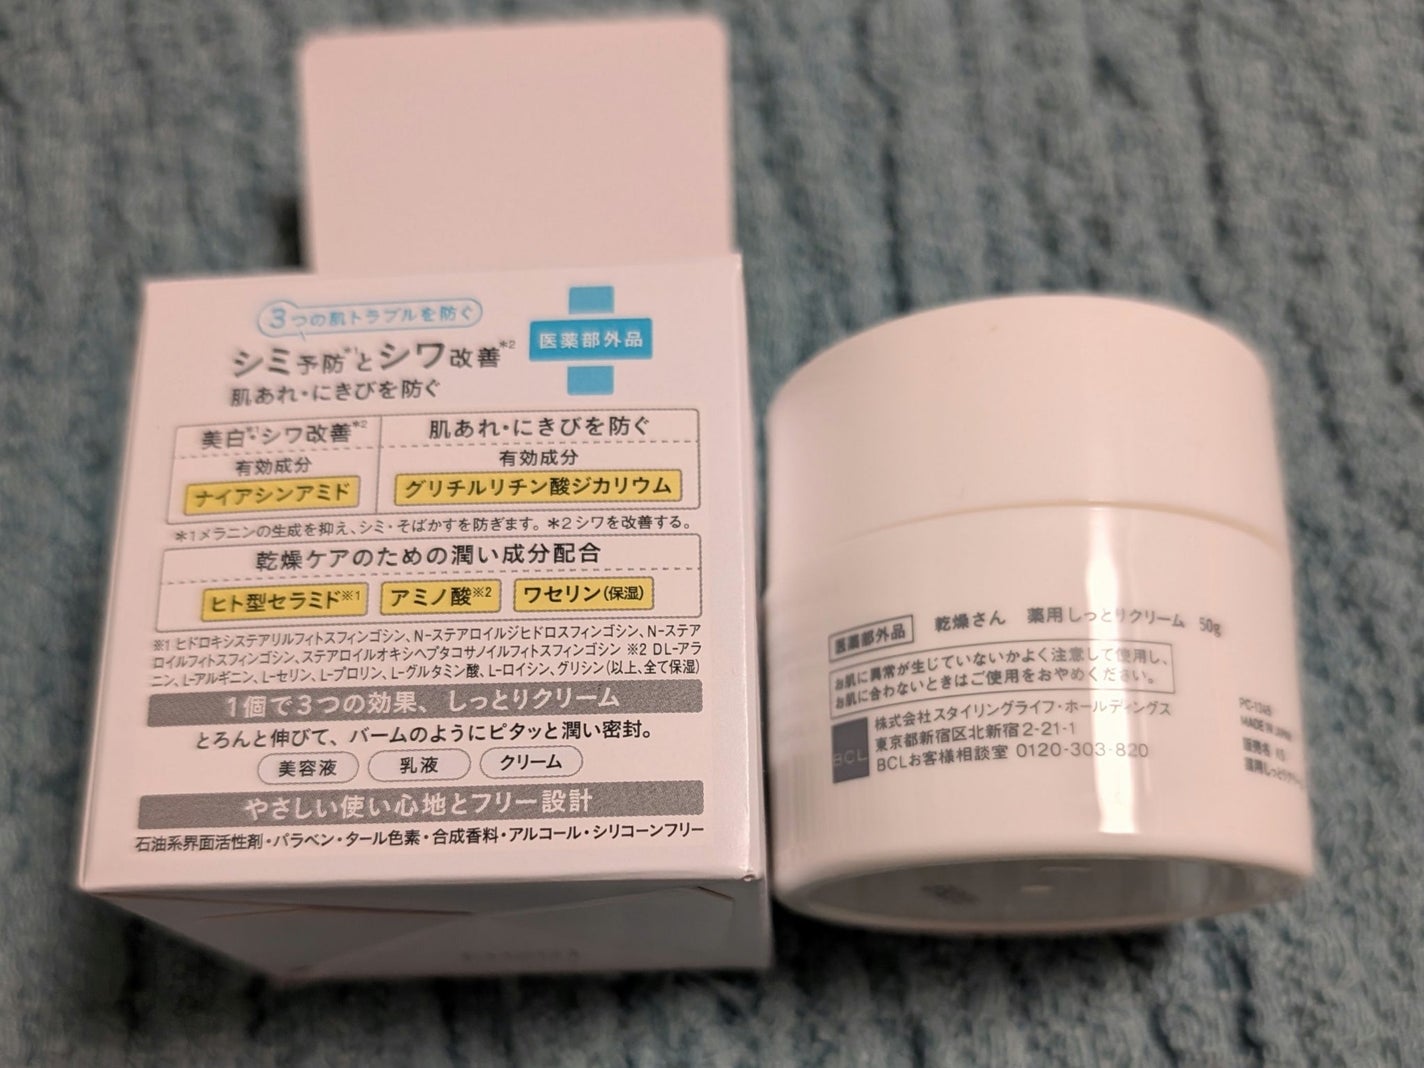 3つの肌トラブルを防ぐ
シミ予防*1とシワ改善*2
肌あれ・にきびを防ぐ
医薬部外品
美白*1・シワ改善*2
有効成分
ナイアシンアミド
肌あれ・にきびを防ぐ
有効成分
グリチルリチン酸ジカリウム
*1メラニンの生成を抑え、シミ・そばかすを防ぎます。*2シワを改善する。
乾燥ケアのための潤い成分配合
ヒト型セラミド※1 アミノ酸※2 ワセリン(保湿)
※1 ヒドロキシステアリルフィトスフィンゴシン、N-ステアロイルジヒドロスフィンゴシン、N-ステア
ロイルフィトスフィンゴシン、ステアロイルオキシヘプタコサノイルフィトスフィンゴシン ※2 DL-アラ
ニン、L-アルギニン、L-セリン、L-プロリン、L-グルタミン酸、L-ロイシン、グリシン(以上、全て保湿)
1個で3つの効果、しっとりクリーム
とろんと伸びて、バームのようにピタッと潤い密封。
美容液 乳液 クリーム
やさしい使い心地とフリー設計
石油系界面活性剤・パラベン・タール色素・合成香料・アルコール・シリコーンフリー
医薬部外品 乾燥さん 薬用しっとりクリーム 50g
お肌に異常が生じていないかよく注意して使用し、
お肌に合わないときはご使用をおやめください。
BCL
株式会社スタイリングライフ・ホールディングス
東京都新宿区北新宿2-21-1
BCLお客様相談室 0120-303-820
MADE IN JAPAN